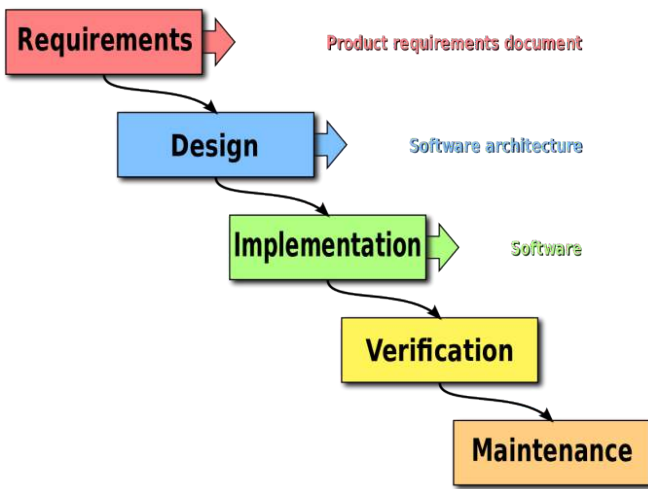 Requirements
Product requirements document
Design
Software architecture
Implementation
Software
Verification
Maintenance